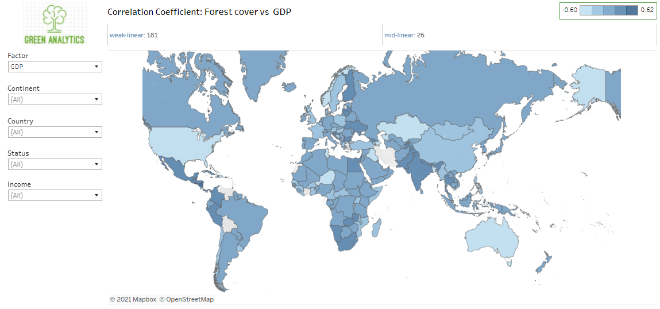 GREEN ANALYTICS
Correlation Coefficient: Forest cover vs GDP
-0.60
0.62
weak-linear: 161
mid-linear: 26
Factor
GDP
Continent
(All)
Country
(All)
Status
(All)
Income
(All)
© 2021 Mapbox © OpenStreetMap